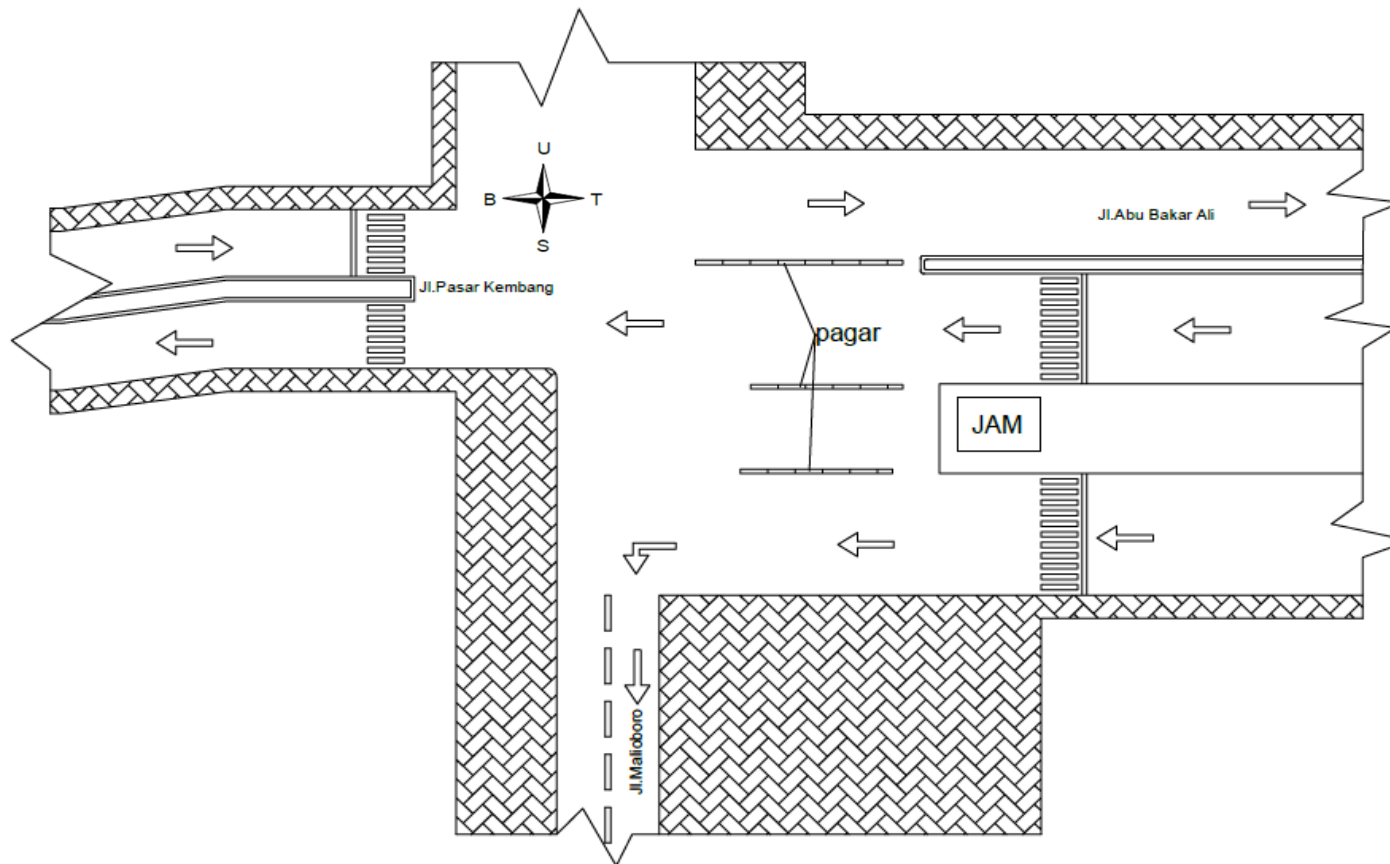 U
B
T
S
Jl.Abu Bakar Ali
Jl.Pasar Kembang
pagar
JAM
Jl.Malioboro